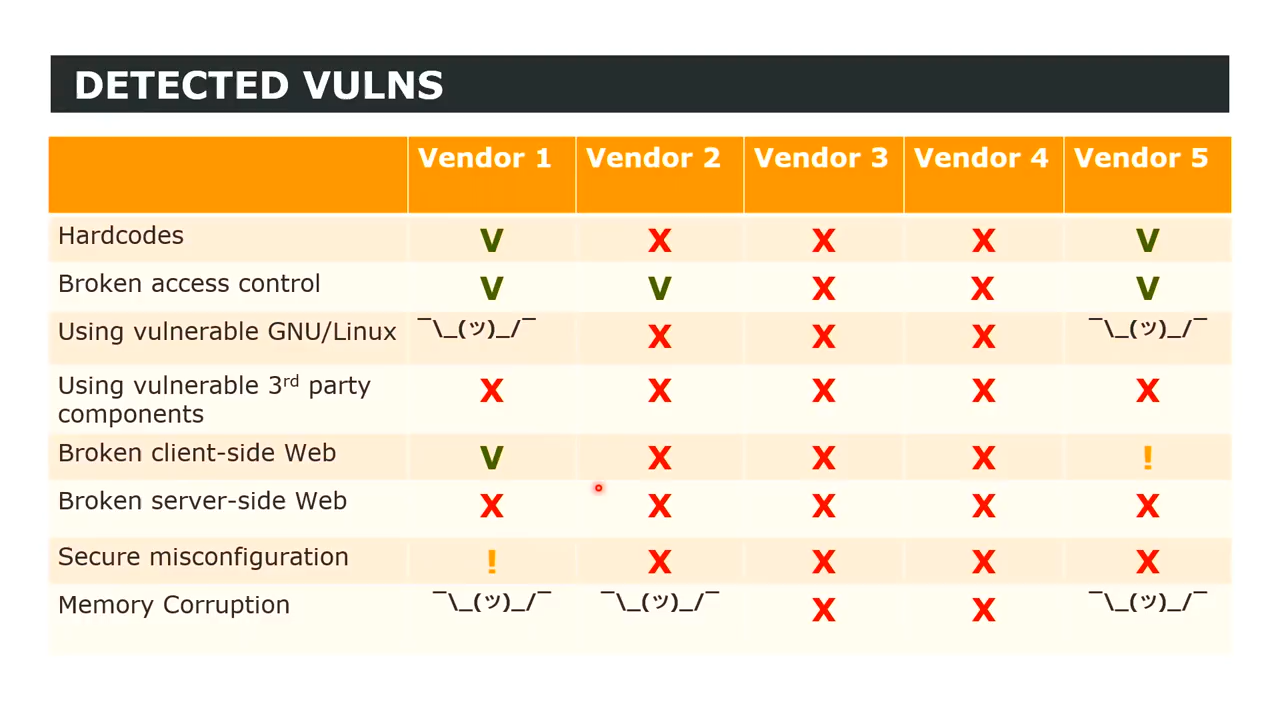 DETECTED VULNS
Vendor 1 Vendor 2 Vendor 3 Vendor 4 Vendor 5
Hardcodes V X X X V
Broken access control V V X X V
Using vulnerable GNU/Linux ¯\_(ツ)_/¯ X X X ¯\_(ツ)_/¯
Using vulnerable 3rd party
components X X X X X
Broken client-side Web V X X X !
Broken server-side Web X X X X X
Secure misconfiguration ! X X X X
Memory Corruption ¯\_(ツ)_/¯ ¯\_(ツ)_/¯ X X ¯\_(ツ)_/¯